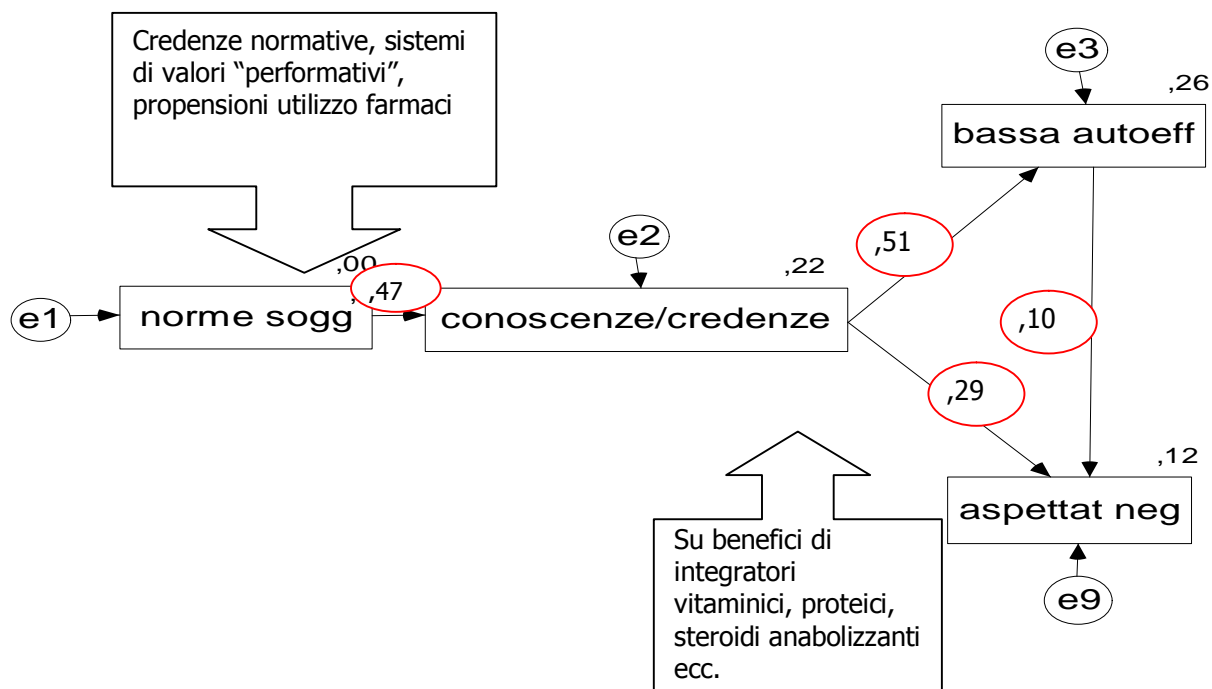 Credenze normative, sistemi
di valori “performativi”,
propensioni utilizzo farmaci
e3
,26
bassa autoeff
e2
,51
,22
,00
,47
e1
norme sogg
conoscenze/credenze
,10
,29
,12
aspettat neg
Su benefici di
integratori
vitaminici, proteici,
steroidi anabolizzanti
ecc.
e9